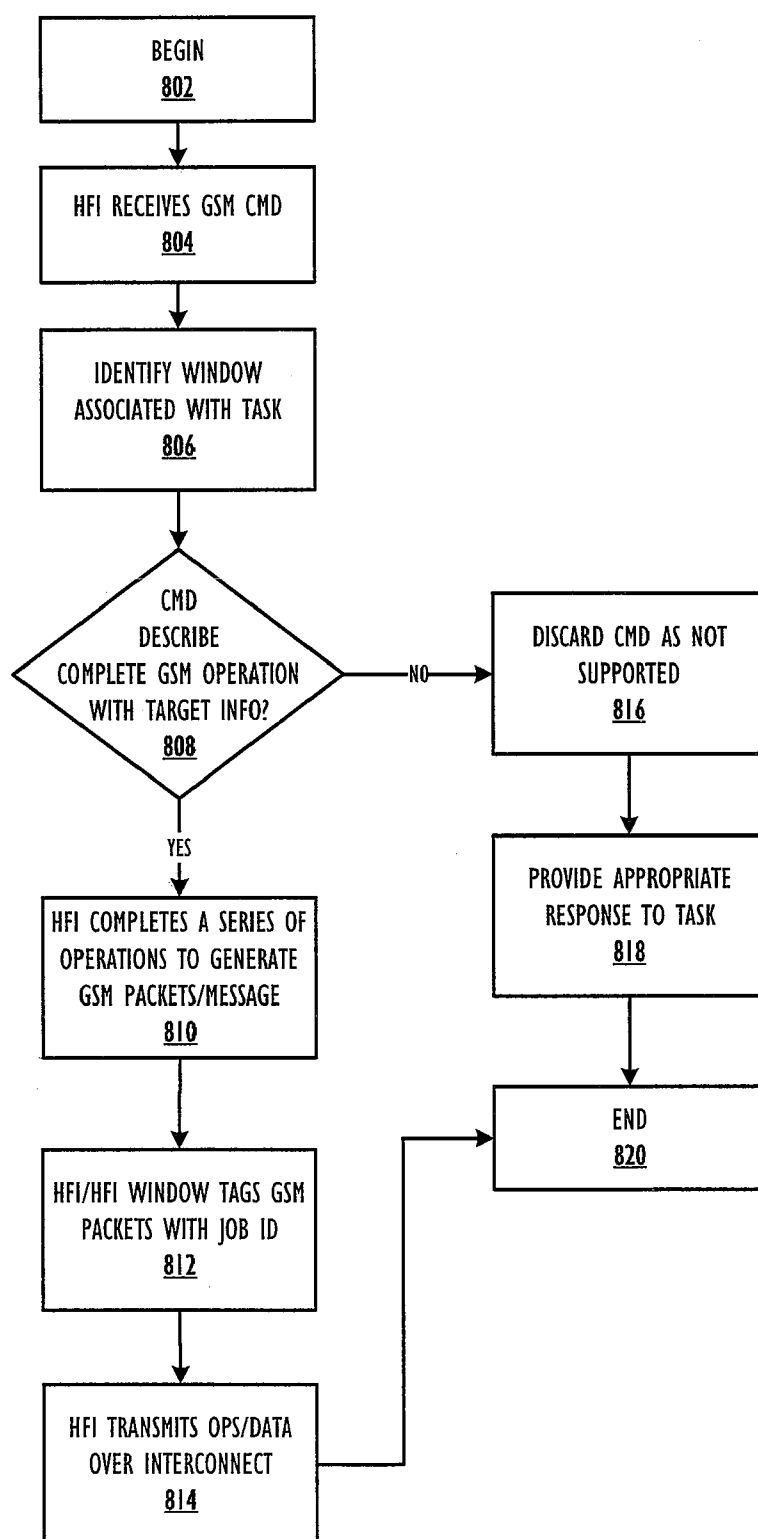 BEGIN
802
HFI RECEIVES GSM CMD
804
IDENTIFY WINDOW
ASSOCIATED WITH TASK
806
CMD
DESCRIBE
COMPLETE GSM OPERATION
WITH TARGET INFO?
808
NO
DISCARD CMD AS NOT
SUPPORTED
816
YES
PROVIDE APPROPRIATE
RESPONSE TO TASK
818
HFI COMPLETES A SERIES OF
OPERATIONS TO GENERATE
GSM PACKETS/MESSAGE
810
END
820
HFI/HFI WINDOW TAGS GSM
PACKETS WITH JOB ID
812
HFI TRANSMITS OPS/DATA
OVER INTERCONNECT
814